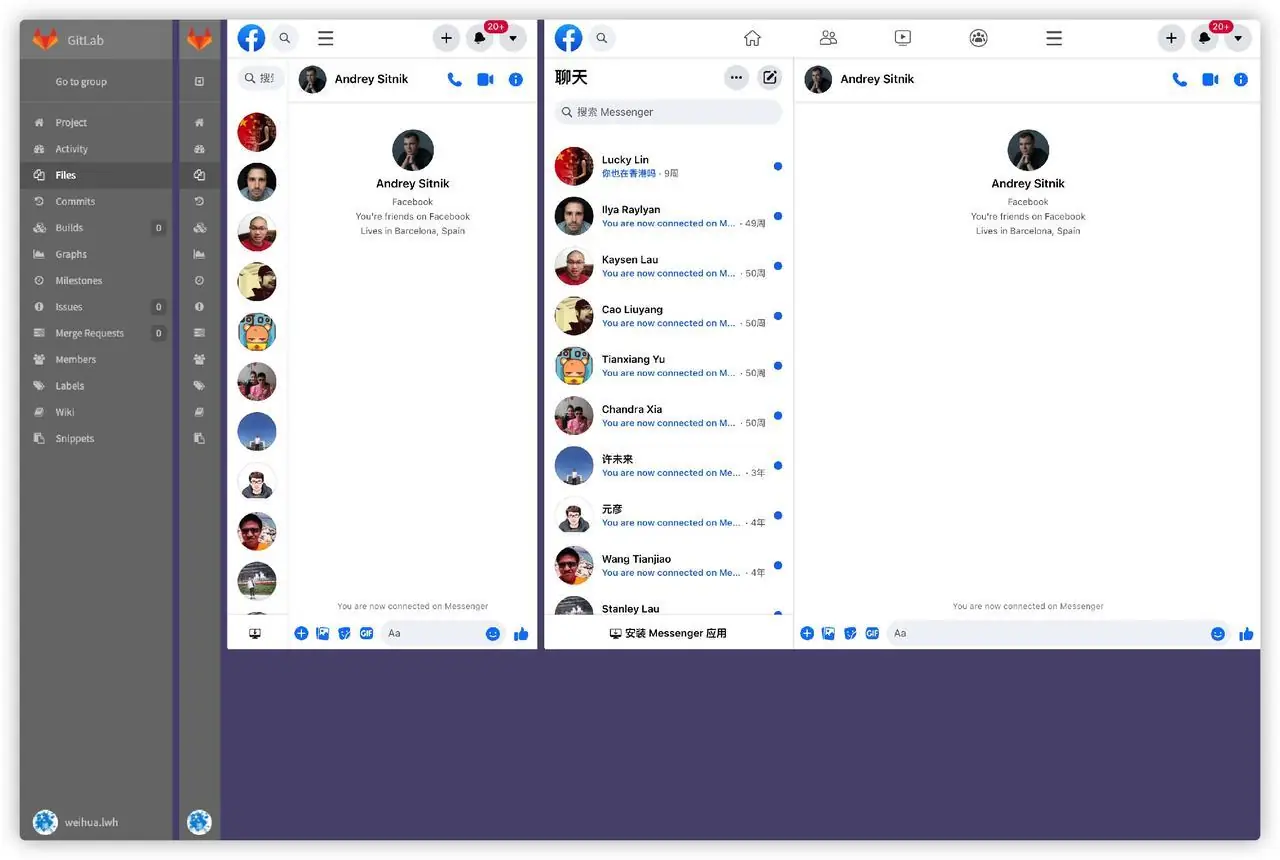 GitLab
Go to group
Project
Activity
Files
Commits
Builds 0
Graphs
Milestones
Issues 0
Merge Requests 0
Members
Labels
Wiki
Snippets
weihua.lwh
20+
Andrey Sitnik
Andrey Sitnik
Facebook
You're friends on Facebook
Lives in Barcelona, Spain
You are now connected on Messenger
GIF
Aa
20+
聊天
搜索 Messenger
Lucky Lin
你也在香港吗 · 9周
Ilya Raylyan
You are now connected on M... · 49周
Kaysen Lau
You are now connected on M... · 50周
Cao Liuyang
You are now connected on M... · 50周
Tianxiang Yu
You are now connected on M... · 50周
Chandra Xia
You are now connected on M... · 50周
许未来
You are now connected on Me... · 3年
元彦
You are now connected on Me... · 4年
Wang Tianjiao
You are now connected on Me... · 4年
Stanley Lau
安装 Messenger 应用
Andrey Sitnik
Andrey Sitnik
Facebook
You're friends on Facebook
Lives in Barcelona, Spain
You are now connected on Messenger
GIF
Aa